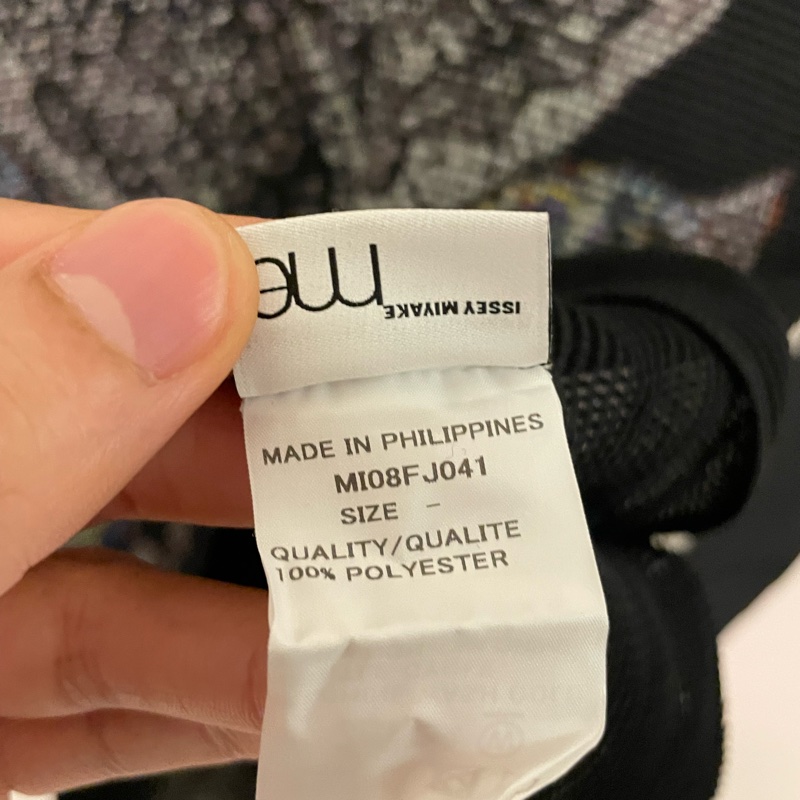 me ISSEY MIYAKE
MADE IN PHILIPPINES
MI08FJ041
SIZE -
QUALITY/QUALITE
100% POLYESTER